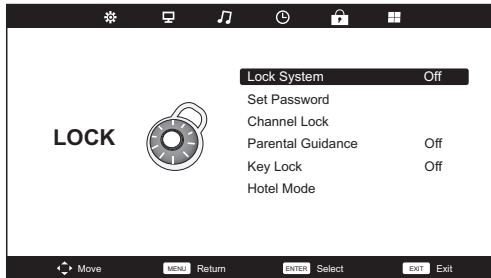 LOCK
Lock System Off
Set Password
Channel Lock
Parental Guidance Off
Key Lock Off
Hotel Mode
Move MENU Return ENTER Select EXIT Exit